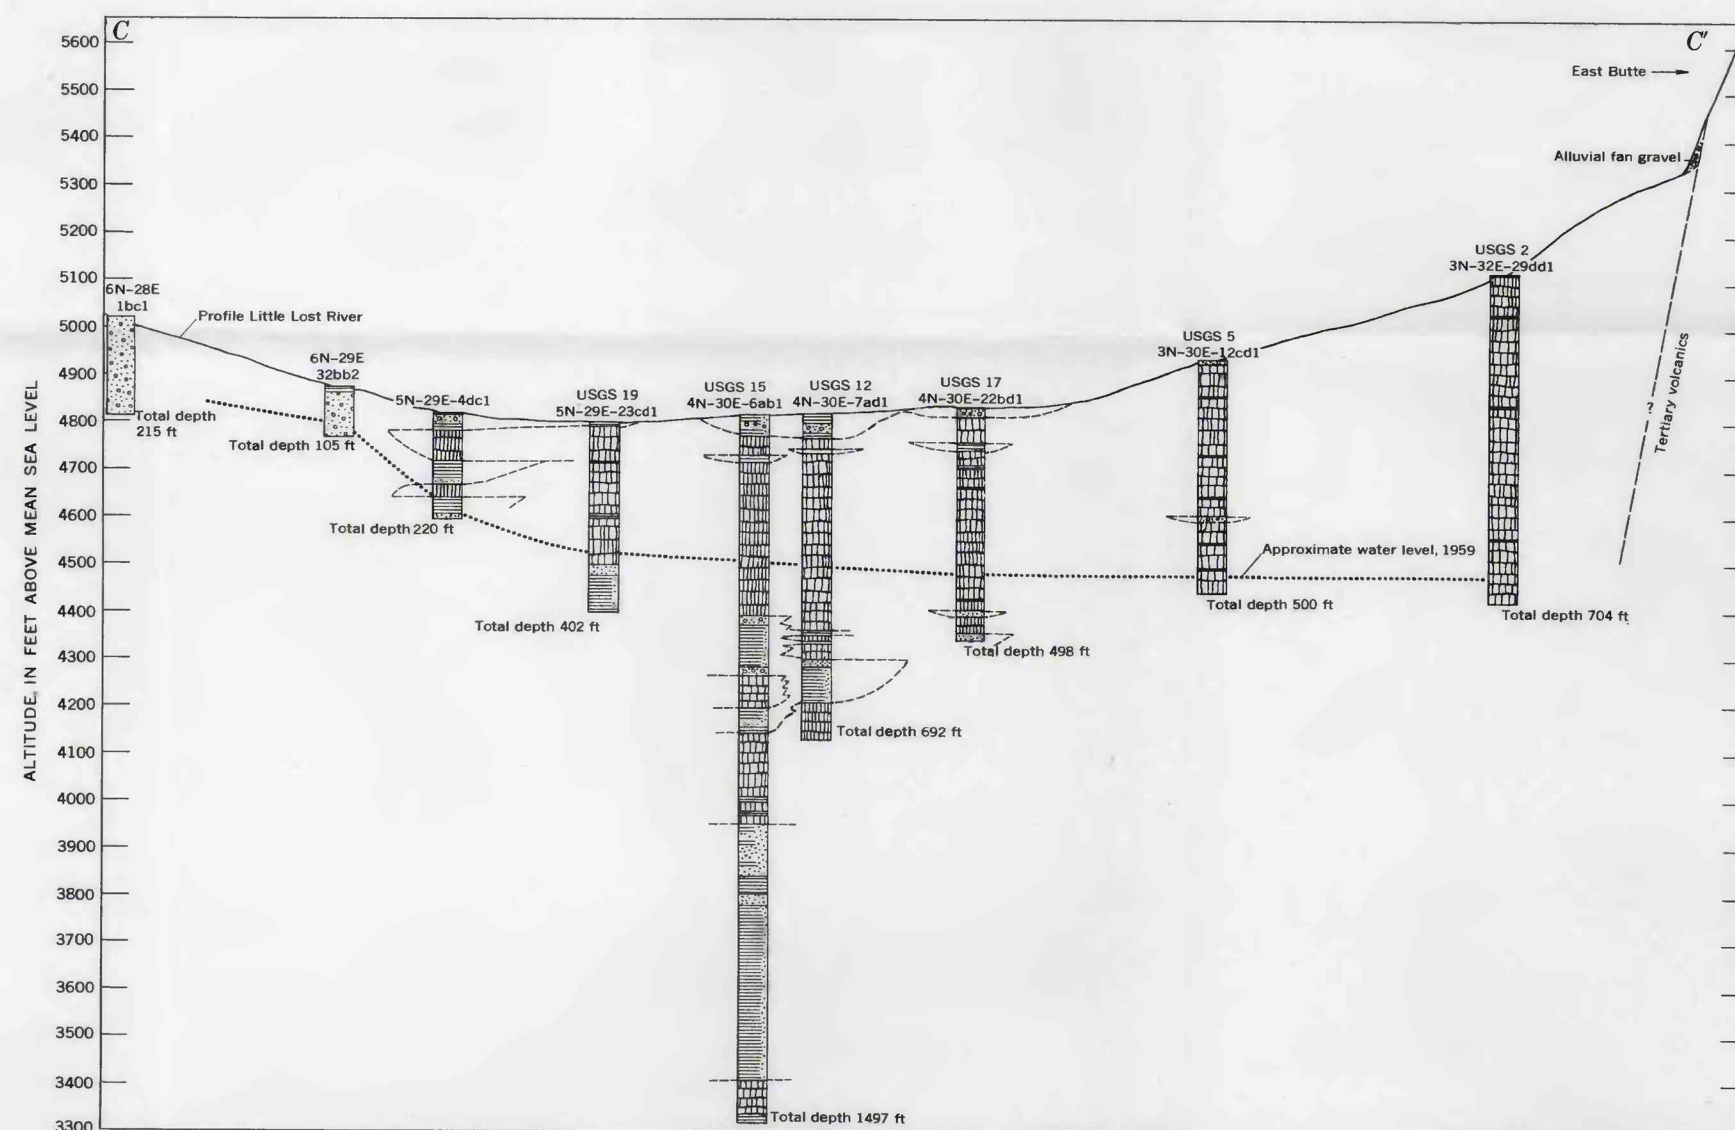 C
C'
5600
5500
5400
5300
5200
5100
5000
4900
4800
4700
4600
4500
4400
4300
4200
4100
4000
3900
3800
3700
3600
3500
3400
3300
ALTITUDE, IN FEET ABOVE MEAN SEA LEVEL
East Butte
Alluvial fan gravel
6N-28E
1bc1
Profile Little Lost River
Total depth
215 ft
6N-29E
32bb2
Total depth 105 ft
5N-29E-4dc1
Total depth 220 ft
USGS 19
5N-29E-23cd1
Total depth 402 ft
USGS 15
4N-30E-6ab1
Total depth 1497 ft
USGS 12
4N-30E-7ad1
Total depth 692 ft
USGS 17
4N-30E-22bd1
Total depth 498 ft
USGS 5
3N-30E-12cd1
Approximate water level, 1959
Total depth 500 ft
USGS 2
3N-32E-29dd1
Total depth 704 ft
?
Tertiary volcanics